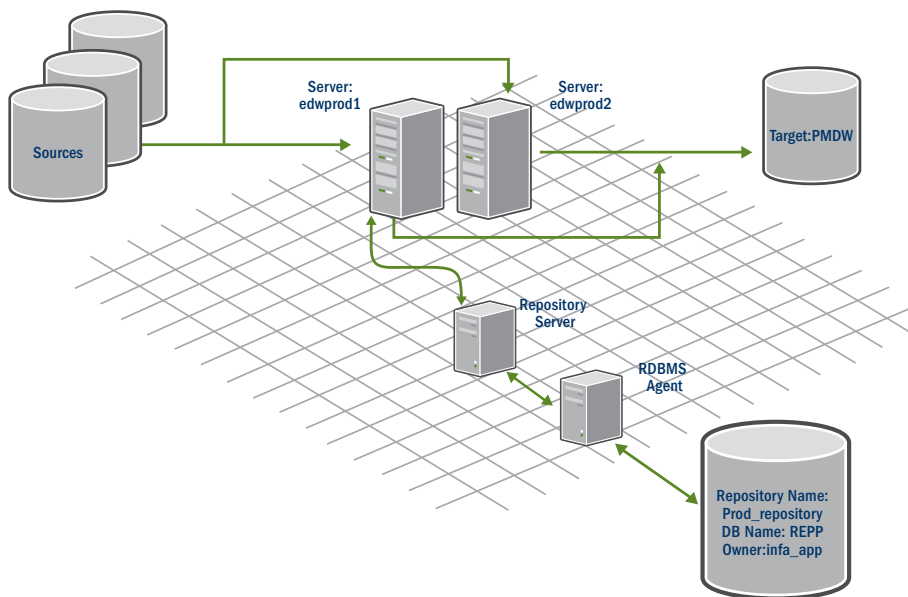 Server:
edwprod1
Server:
edwprod2
Sources
Target:PMDW
Repository
Server
RDBMS
Agent
Repository Name:
Prod_repository
DB Name: REPP
Owner:infa_app